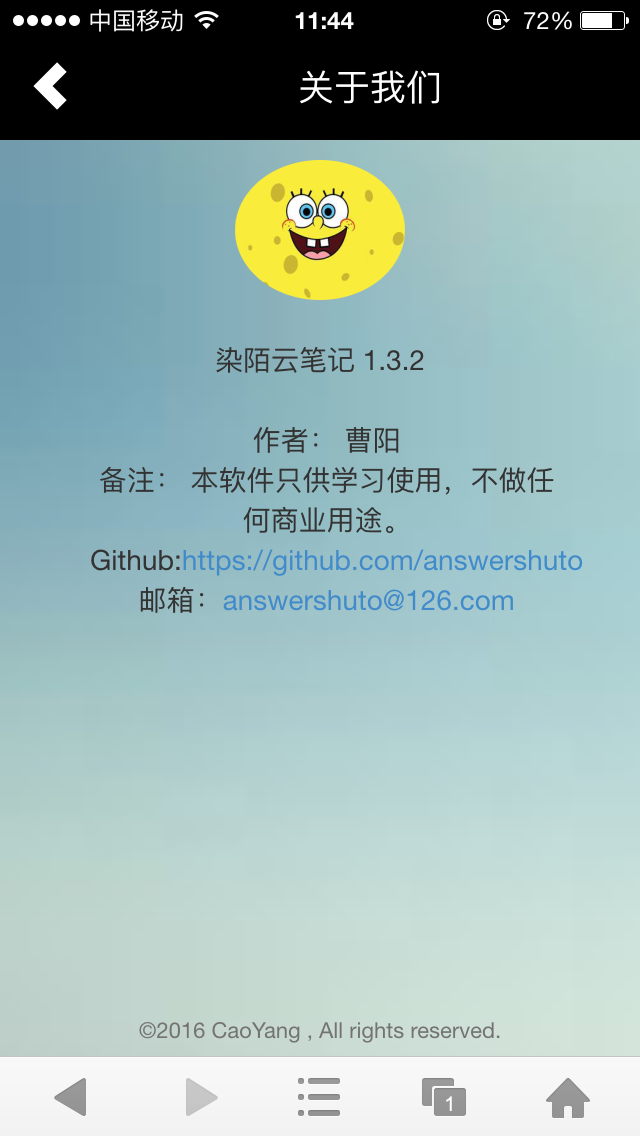 中国移动 11:44 72%
关于我们
染陌云笔记 1.3.2
作者： 曹阳
备注： 本软件只供学习使用，不做任
何商业用途。
Github:https://github.com/answershuto
邮箱：answershuto@126.com
©2016 CaoYang , All rights reserved.
1